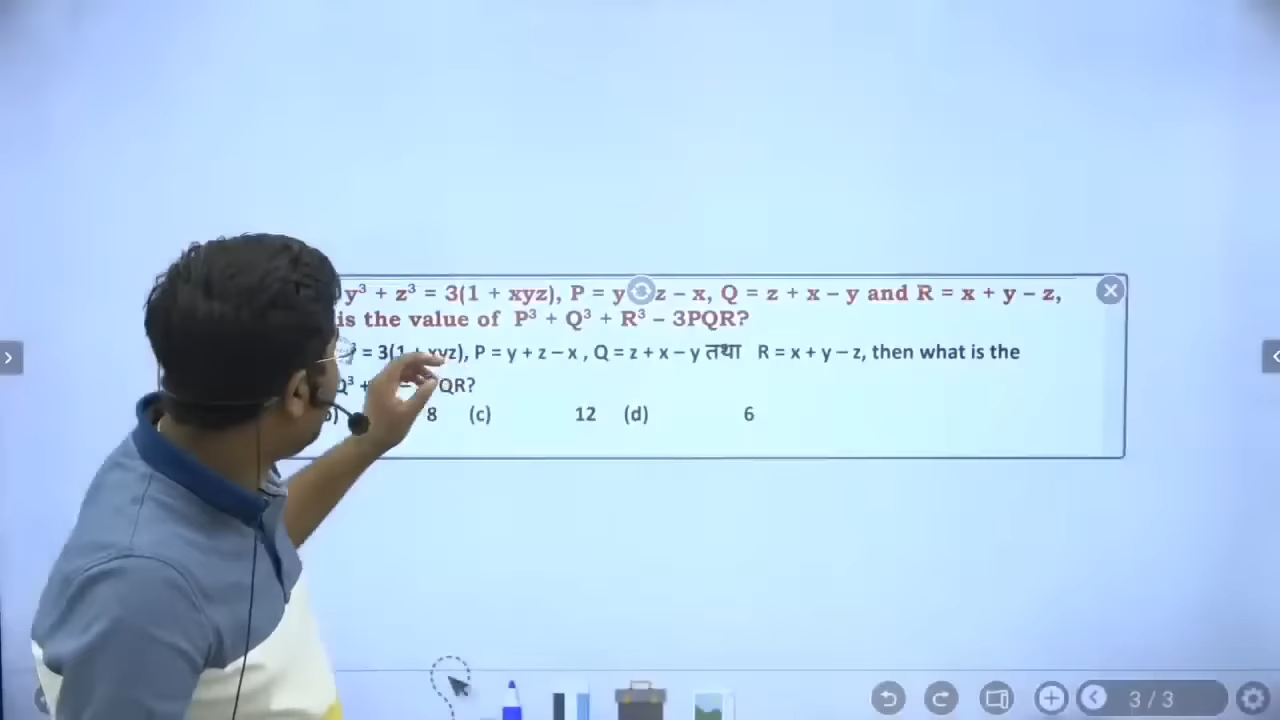 y³ + z³ = 3(1 + xyz), P = y z – x, Q = z + x – y and R = x + y – z,
is the value of P³ + Q³ + R³ – 3PQR?
= 3(1 + xyz), P = y + z – x , Q = z + x – y तथा R = x + y – z, then what is the
Q³ + QR?
8 (c) 12 (d) 6
3 / 3